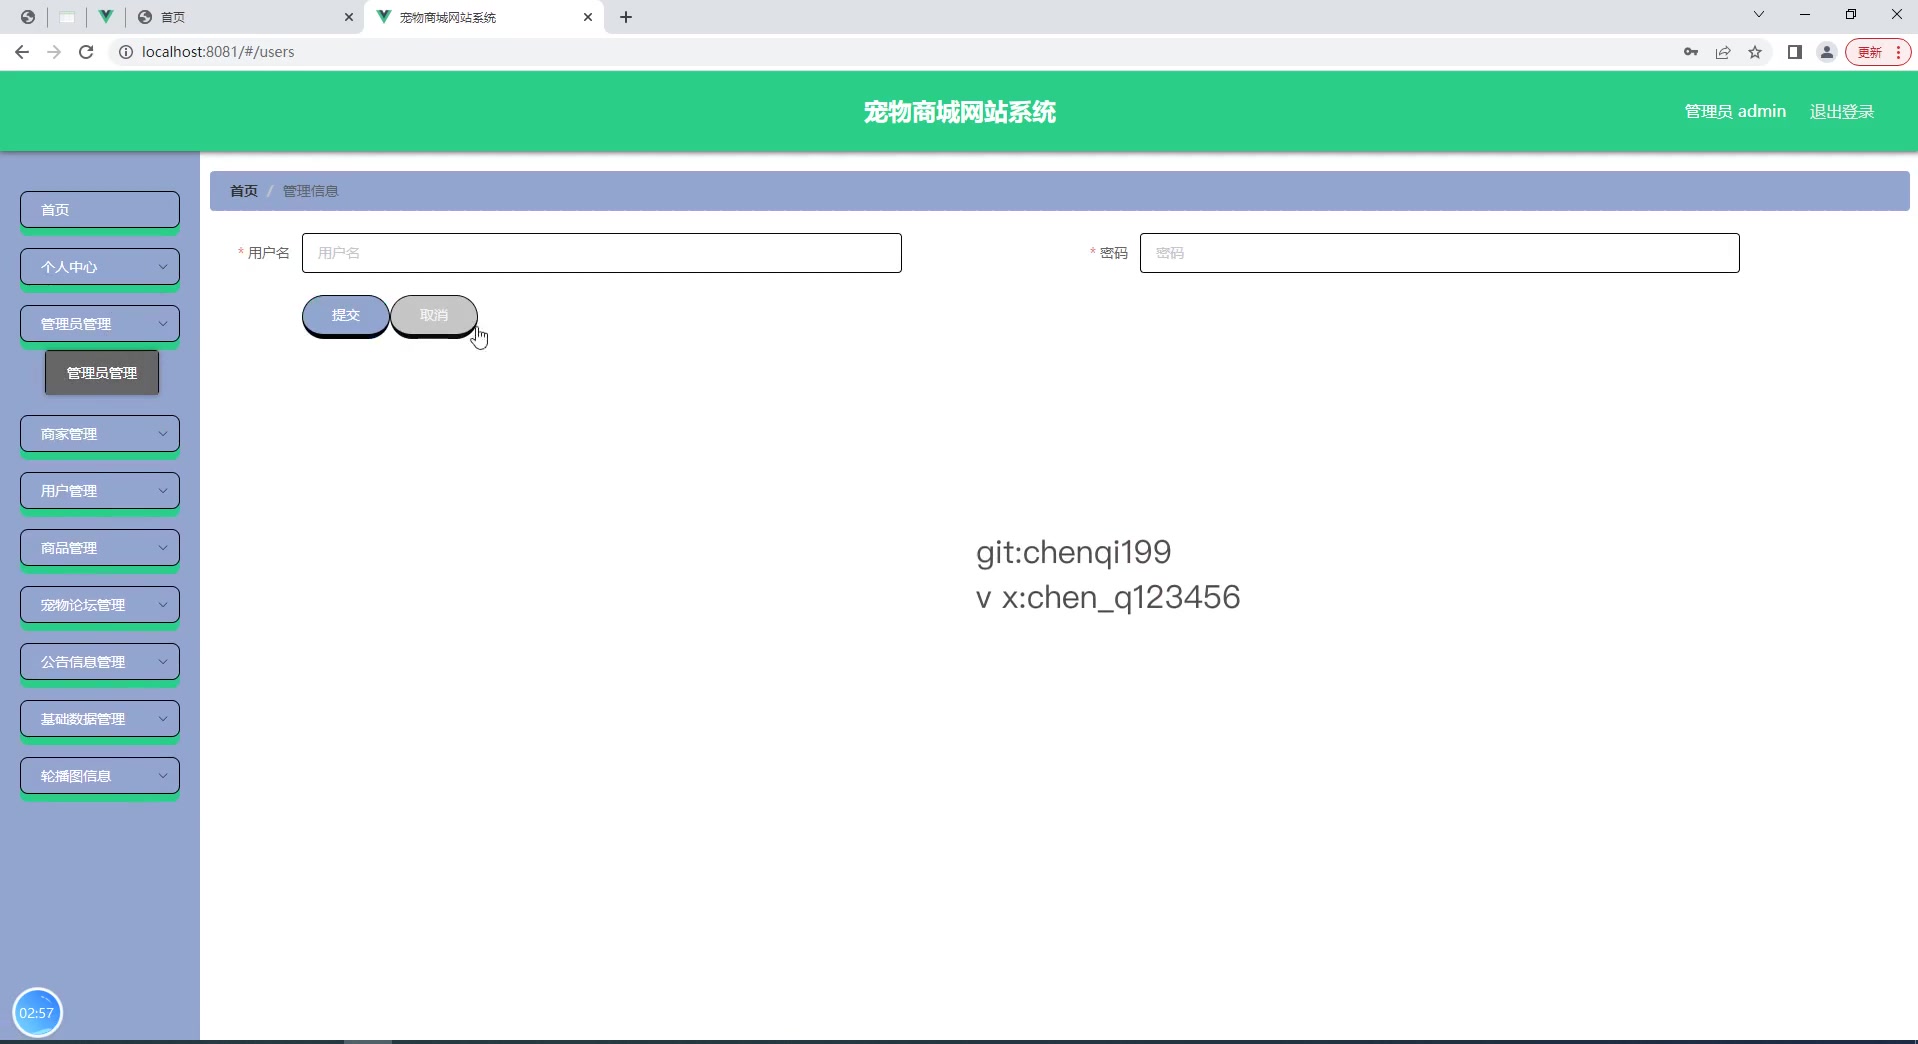 首页
宠物商城网站系统
localhost:8081/#/users
更新
宠物商城网站系统
管理员 admin
退出登录
首页 / 管理信息
首页
个人中心
管理员管理
管理员管理
商家管理
用户管理
商品管理
宠物论坛管理
公告信息管理
基础数据管理
轮播图信息
* 用户名
用户名
* 密码
密码
提交
取消
git:chenqi199
v x:chen_q123456
02:57